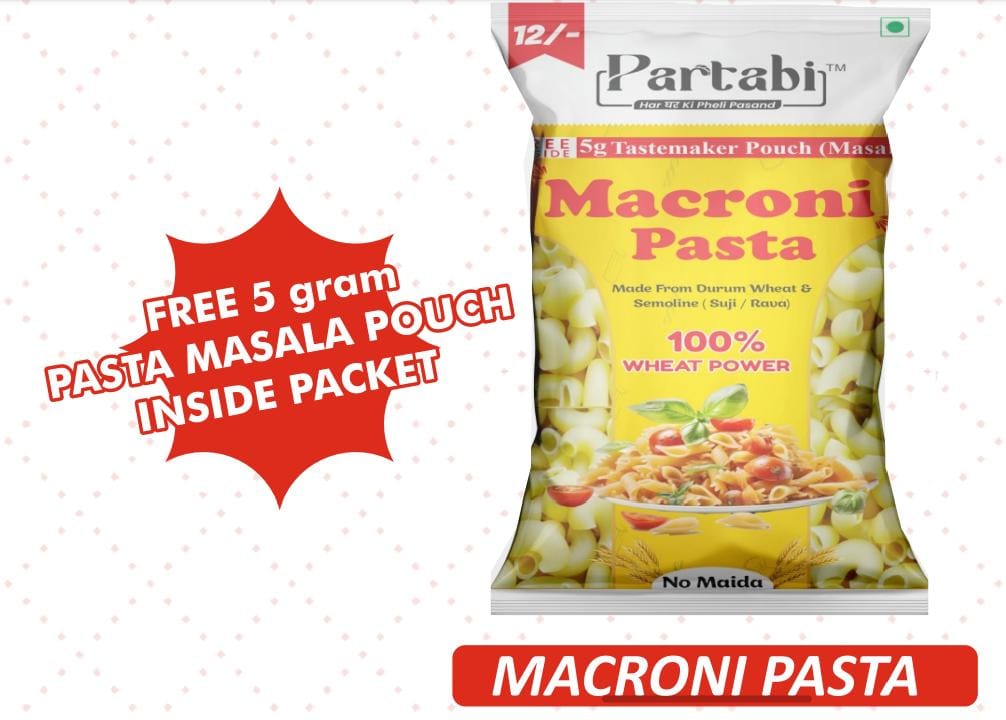 FREE 5 gram
PASTA MASALA POUCH
INSIDE PACKET
12/-
Partabi™
Har घर Ki Pheli Pasand
5g Tastemaker Pouch (Masa
Macroni
Pasta
Made From Durum Wheat &
Semoline ( Suji / Rava)
100%
WHEAT POWER
No Maida
MACRONI PASTA